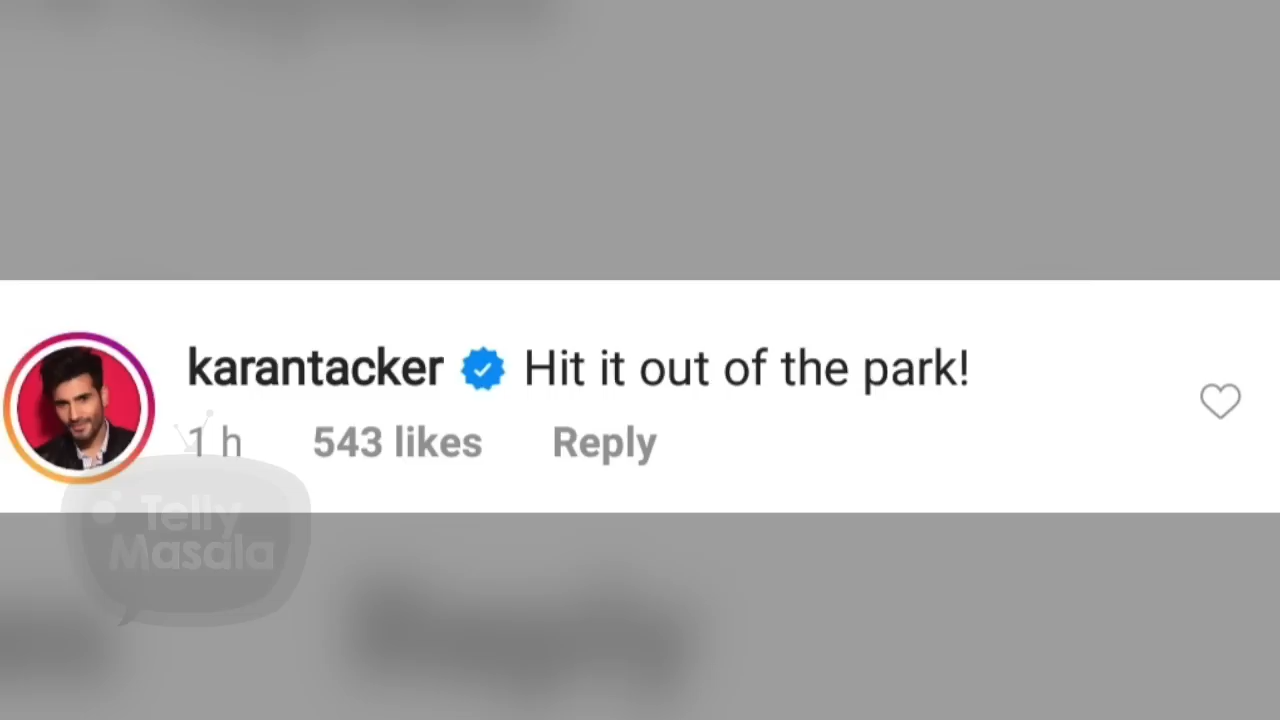 karantacker Hit it out of the park!
1 h 543 likes Reply
Telly
Masala